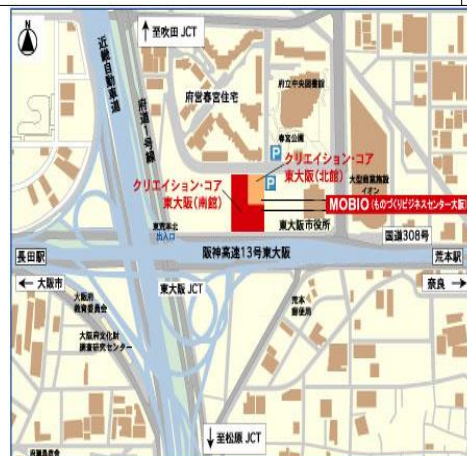 N
至吹田 JCT
近畿自動車道
府道1号線
府営春宮住宅
府立中央図書館
春宮公園
P
クリエイション・コア
東大阪(北館)
P
クリエイション・コア
東大阪(南館)
大型商業施設
イオン
MOBIO(ものづくりビジネスセンター大阪)
東大阪市役所
東荒本北
出入口
国道308号
長田駅
阪神高速13号東大阪
荒本駅
← 大阪市
東大阪 JCT
奈良 →
大阪府
教育委員会
荒本
郵便局
大阪府文化財
調査研究センター
至松原 JCT